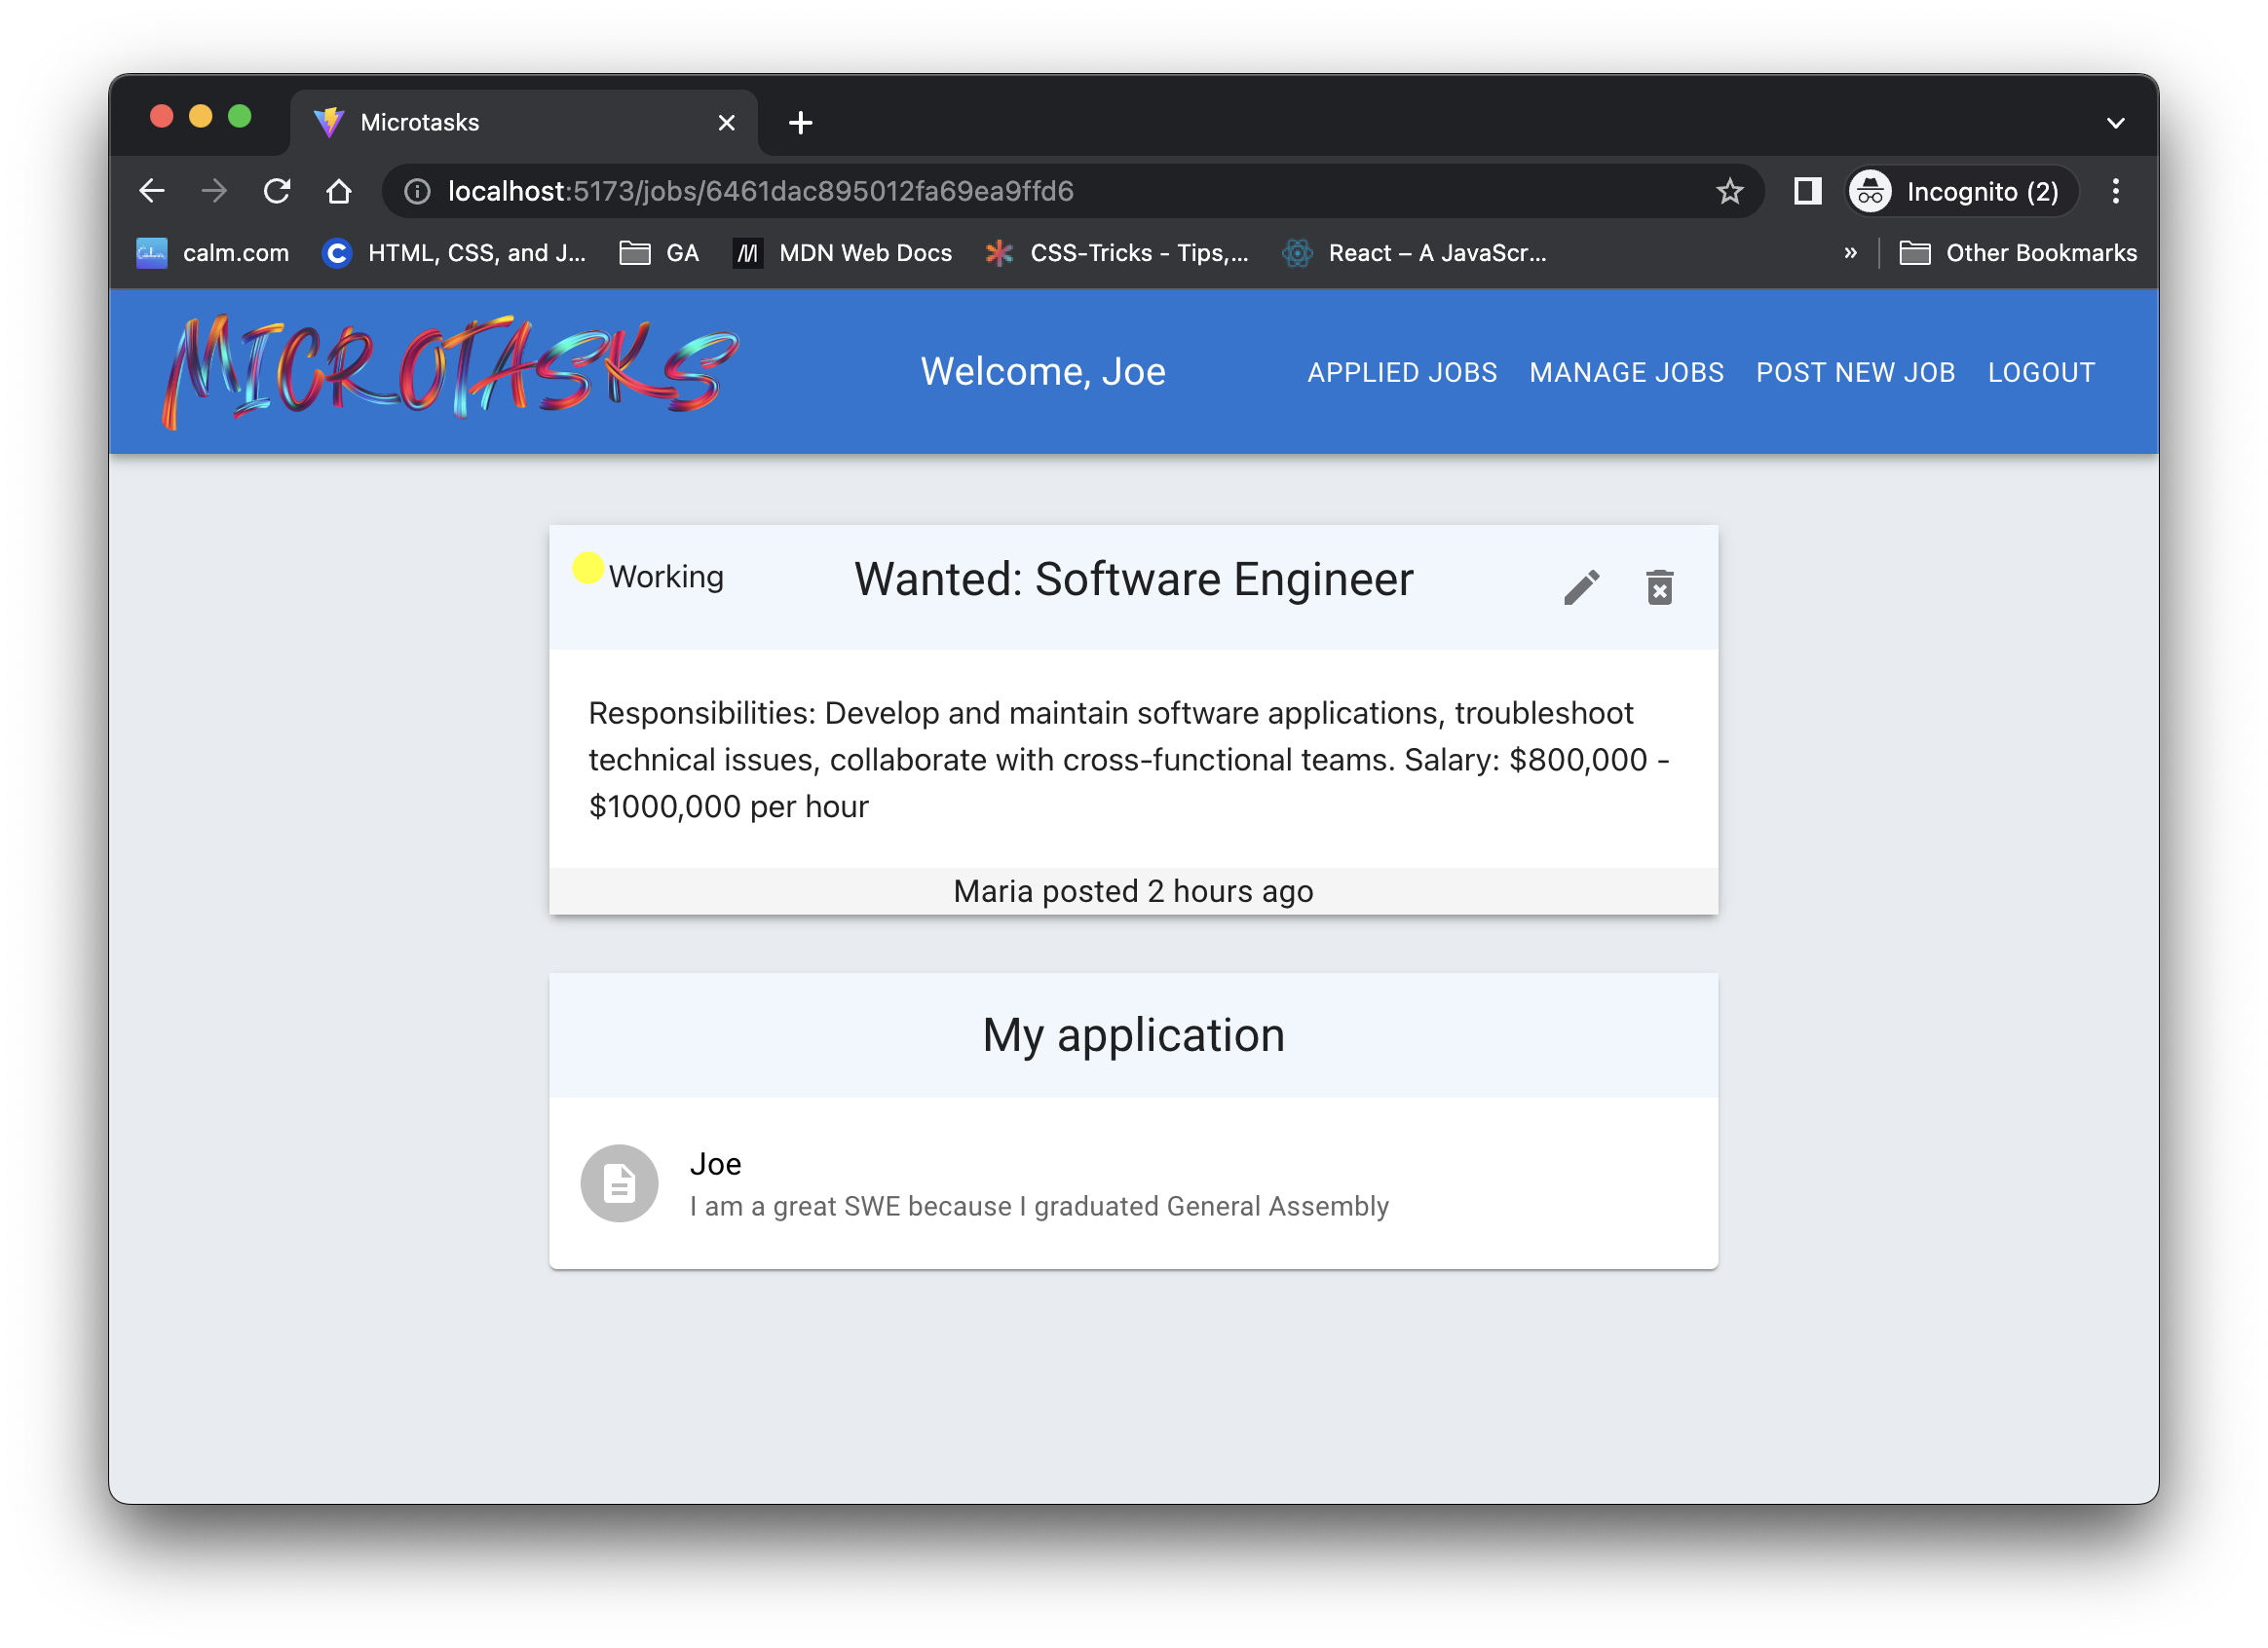 Microtasks
localhost:5173/jobs/6461dac895012fa69ea9ffd6
Incognito (2)
calm.com
HTML, CSS, and J...
GA
MDN Web Docs
CSS-Tricks - Tips,...
React – A JavaScr...
»
Other Bookmarks
MICROTASKS
Welcome, Joe
APPLIED JOBS
MANAGE JOBS
POST NEW JOB
LOGOUT
Working
Wanted: Software Engineer
Responsibilities: Develop and maintain software applications, troubleshoot
technical issues, collaborate with cross-functional teams. Salary: $800,000 -
$1000,000 per hour
Maria posted 2 hours ago
My application
Joe
I am a great SWE because I graduated General Assembly